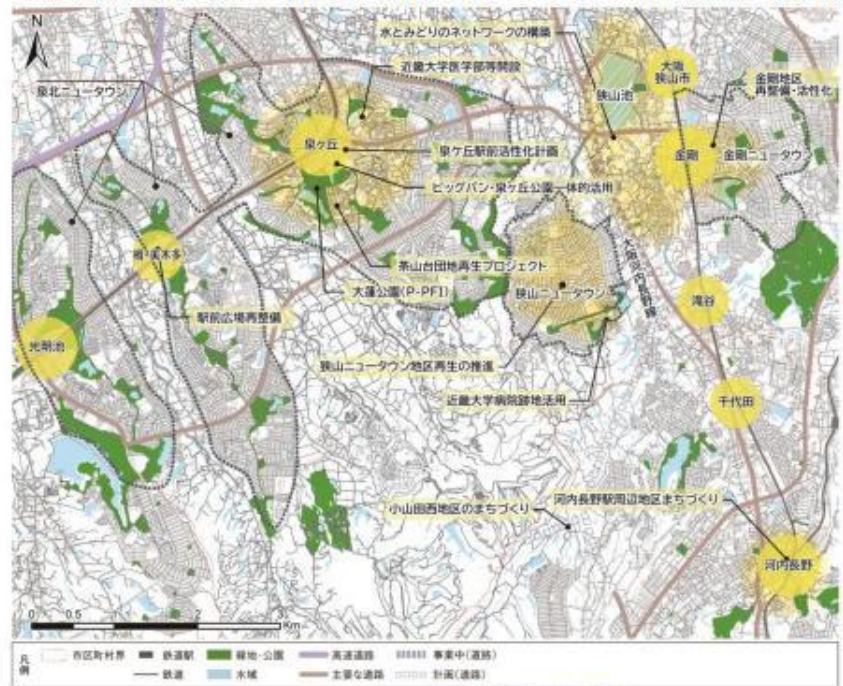 N
水とみどりのネットワークの構築
近畿大学医学部等開設
大阪
狭山市
金剛地区
再整備・活性化
泉北ニュータウン
狭山池
泉ケ丘
泉ケ丘駅前活性化計画
金剛
金剛ニュータウン
ビッグバン・泉ケ丘公園一体的活用
栂・美木多
茶山台団地再生プロジェクト
大蓮公園(P-PFI)
狭山ニュータウン
大阪河内長野線
滝谷
駅前広場再整備
光明池
狭山ニュータウン地区再生の推進
近畿大学病院跡地活用
千代田
小山田西地区のまちづくり
河内長野駅周辺地区まちづくり
河内長野
0 0.5 1 2 3
Km
凡例
市区町村界 鉄道駅 緑地・公園 高速道路 事業中(道路)
鉄道 水域 主要な道路 計画(道路)